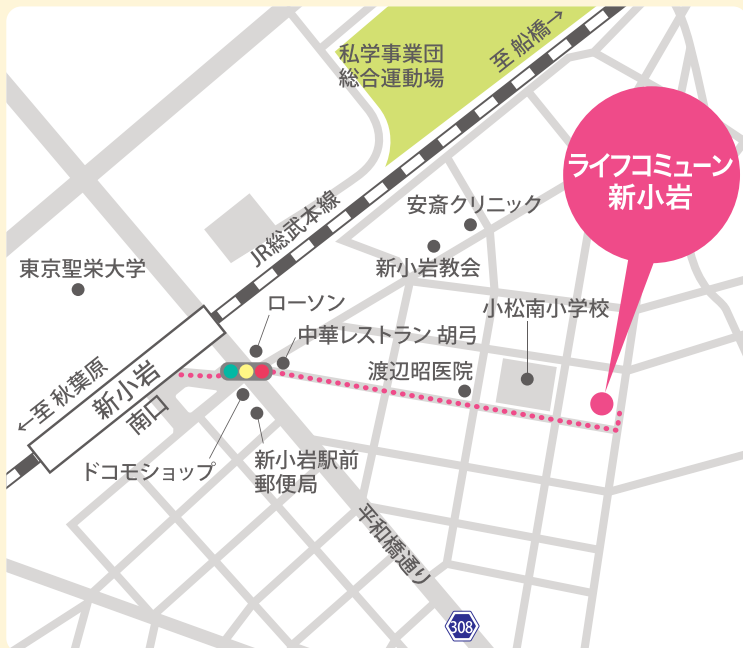 私学事業団
総合運動場
至 船橋→
ライフコミューン
新小岩
JR総武本線
安斎クリニック
新小岩教会
東京聖栄大学
ローソン
小松南小学校
中華レストラン 胡弓
渡辺昭医院
←至 秋葉原
新小岩
南口
ドコモショップ
新小岩駅前
郵便局
平和橋通り
308